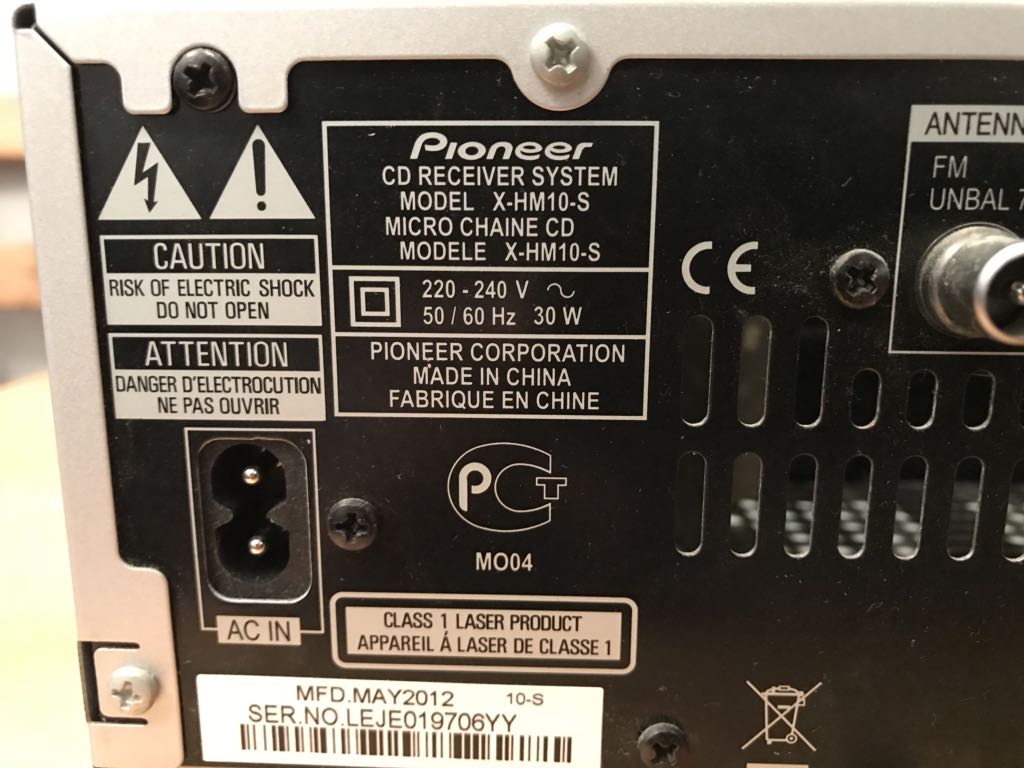 Pioneer
CD RECEIVER SYSTEM
MODEL X-HM10-S
MICRO CHAINE CD
MODELE X-HM10-S
220 - 240 V ~
50 / 60 Hz 30 W
PIONEER CORPORATION
MADE IN CHINA
FABRIQUE EN CHINE
CAUTION
RISK OF ELECTRIC SHOCK
DO NOT OPEN
ATTENTION
DANGER D'ELECTROCUTION
NE PAS OUVRIR
CE
FM
UNBAL
AC IN
PCT
MO04
CLASS 1 LASER PRODUCT
APPAREIL Á LASER DE CLASSE 1
MFD.MAY2012 10-S
SER.NO.LEJE019706YY